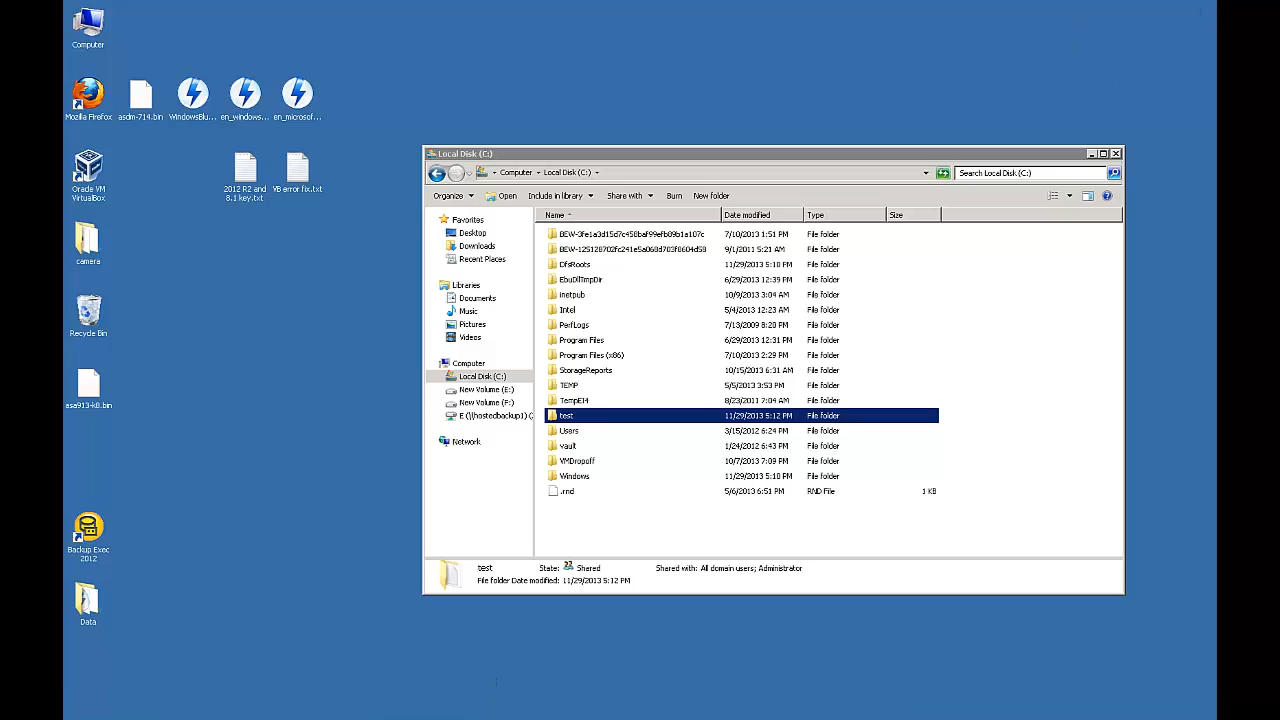 Computer
Mozilla Firefox
asdm-714.bin
WindowsBlu...
en_windows...
en_microsof...
Oracle VM
VirtualBox
2012 R2 and
8.1 key.txt
VB error fix.txt
camera
Recycle Bin
asa913-k8.bin
Backup Exec
2012
Data
Local Disk (C:)
Computer Local Disk (C:)
Search Local Disk (C:)
Organize Open Include in library Share with Burn New folder
Favorites
Desktop
Downloads
Recent Places
Libraries
Documents
Music
Pictures
Videos
Computer
Local Disk (C:)
New Volume (E:)
New Volume (F:)
E (\\hostedbackup1) (
Network
Name Date modified Type Size
BEW-3fe1a3d15d7c458baf99efb89b1a107c 7/10/2013 1:51 PM File folder
BEW-125128702fc241e5a068d703f8604d58 9/1/2011 5:21 AM File folder
DfsRoots 11/29/2013 5:10 PM File folder
EbuDllTmpDir 6/29/2013 12:39 PM File folder
inetpub 10/9/2013 3:04 AM File folder
Intel 5/4/2013 12:23 AM File folder
PerfLogs 7/13/2009 8:20 PM File folder
Program Files 6/29/2013 12:31 PM File folder
Program Files (x86) 7/10/2013 2:29 PM File folder
StorageReports 10/15/2013 6:31 AM File folder
TEMP 5/5/2013 3:53 PM File folder
TempEI4 8/23/2011 7:04 AM File folder
test 11/29/2013 5:12 PM File folder
Users 3/15/2012 6:24 PM File folder
vault 1/24/2012 6:43 PM File folder
VMDropoff 10/7/2013 7:09 PM File folder
Windows 11/29/2013 5:10 PM File folder
.rnd 5/6/2013 6:51 PM RND File 1 KB
test State: Shared Shared with: All domain users; Administrator
File folder Date modified: 11/29/2013 5:12 PM